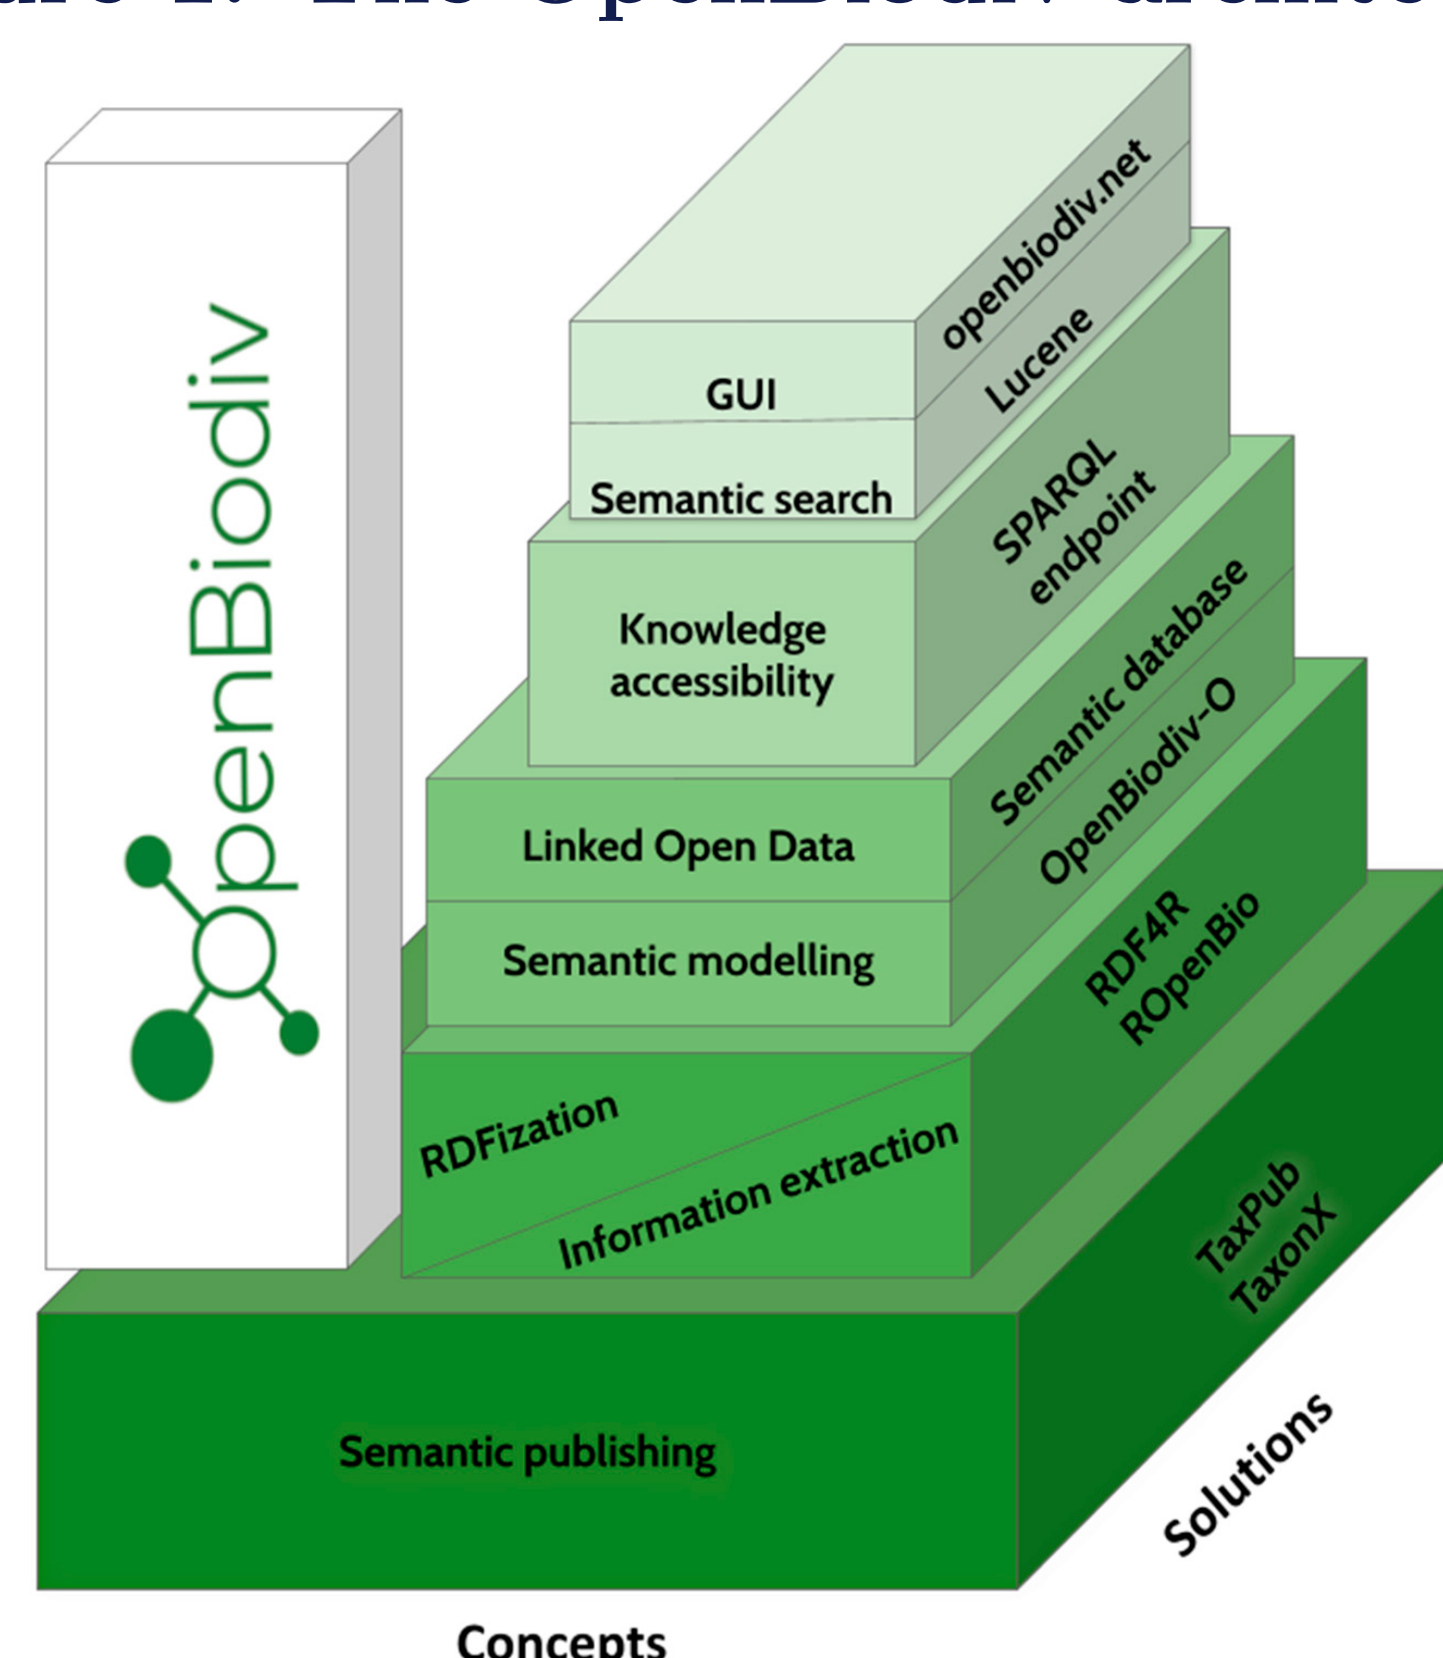 OpenBiodiv
GUI
openbiodiv.net
Semantic search
Lucene
Knowledge
accessibility
SPARQL
endpoint
Linked Open Data
Semantic database
Semantic modelling
OpenBiodiv-O
RDFization
Information extraction
RDF4R
ROpenBio
Semantic publishing
TaxPub
TaxonX
Solutions
Concepts